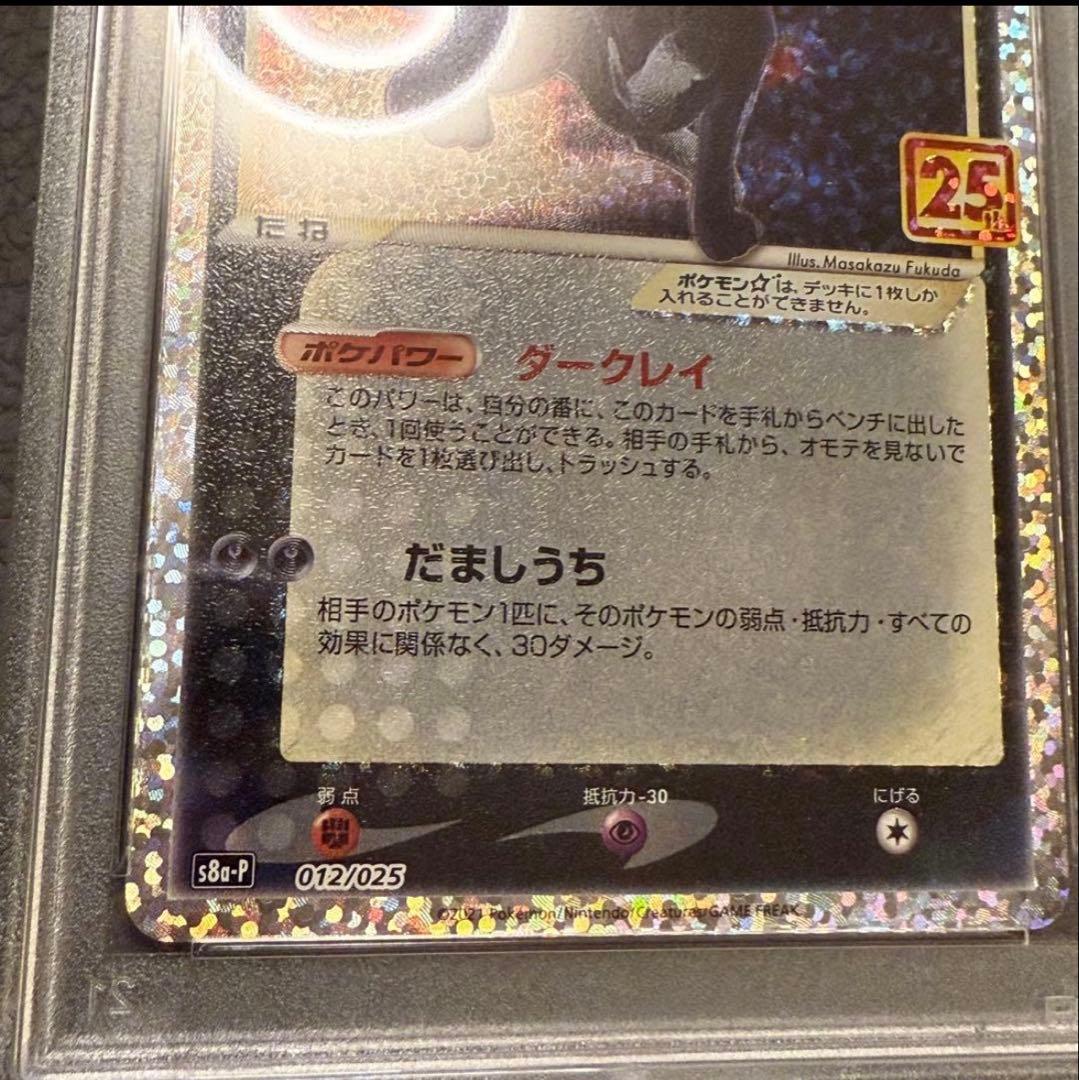 25
たね
Illus. Masakazu Fukuda
ポケモン☆は、デッキに1枚しか
入れることができません。
ポケパワー ダークレイ
このパワーは、自分の番に、このカードを手札からベンチに出した
とき、1回使うことができる。相手の手札から、オモテを見ないで
カードを1枚選び出し、トラッシュする。
だましうち
相手のポケモン1匹に、そのポケモンの弱点・抵抗力・すべての
効果に関係なく、30ダメージ。
弱点 抵抗力-30 にげる
s8a-P 012/025
©2021 Pokémon/Nintendo/Creatures/GAME FREAK